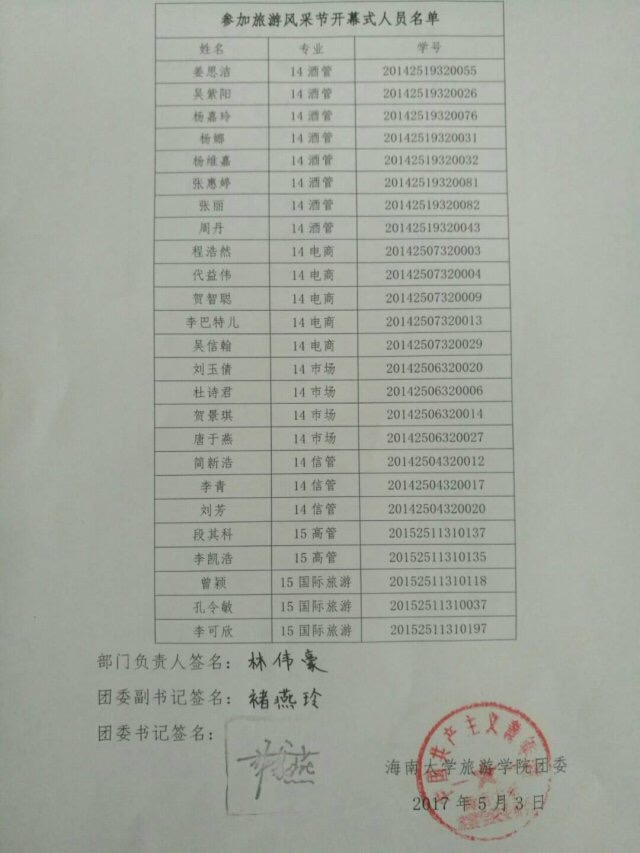 参加旅游风采节开幕式人员名单
姓名 专业 学号
姜思洁 14 酒管 20142519320055
吴紫阳 14 酒管 20142519320026
杨嘉玲 14 酒管 20142519320076
杨娜 14 酒管 20142519320031
杨维嘉 14 酒管 20142519320032
张惠婷 14 酒管 20142519320081
张丽 14 酒管 20142519320082
周丹 14 酒管 20142519320043
程浩然 14 电商 20142507320003
代益伟 14 电商 20142507320004
贺智聪 14 电商 20142507320009
李巴特儿 14 电商 20142507320013
吴信翰 14 电商 20142507320029
刘玉倩 14 市场 20142506320020
杜诗君 14 市场 20142506320006
贺景琪 14 市场 20142506320014
唐于燕 14 市场 20142506320027
简新浩 14 信管 20142504320012
李青 14 信管 20142504320017
刘芳 14 信管 20142504320020
段其科 15 高管 20152511310137
李凯浩 15 高管 20152511310135
曾颖 15 国际旅游 20152511310118
孔令敏 15 国际旅游 20152511310037
李可欣 15 国际旅游 20152511310197
部门负责人签名：林伟豪
团委副书记签名：褚燕玲
团委书记签名：
海南大学旅游学院团委
2017 年 5 月 3 日